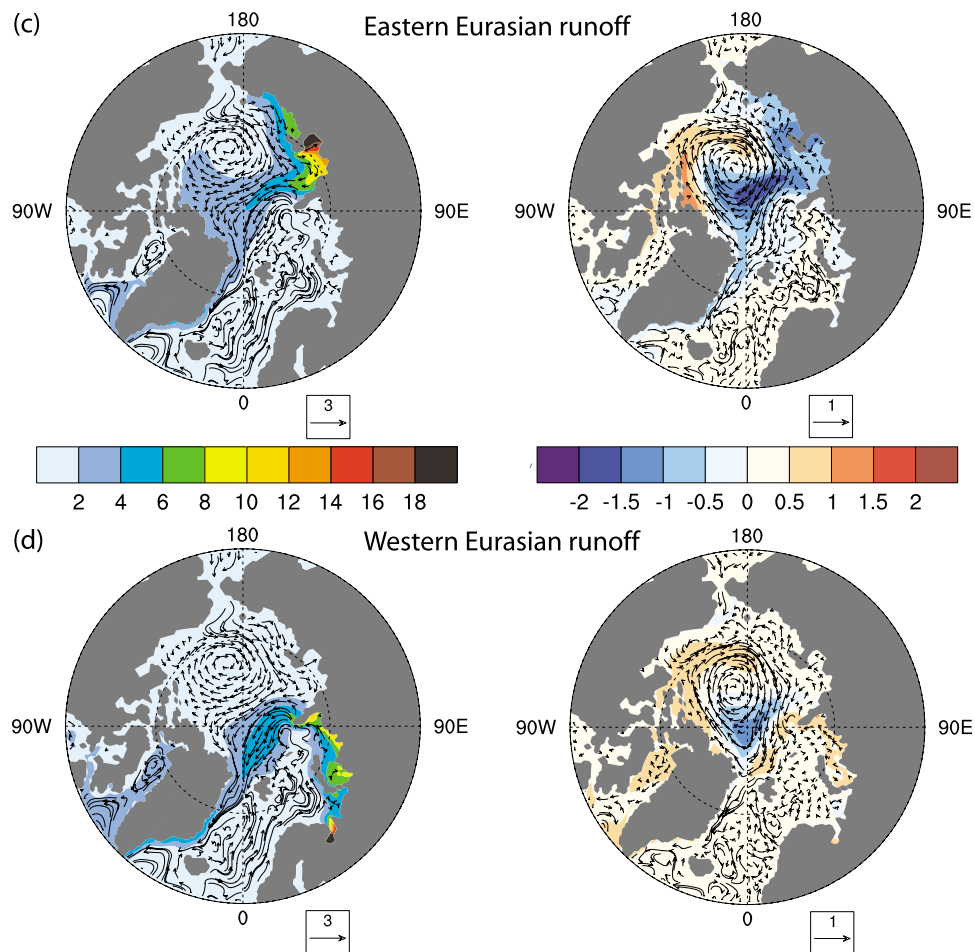 (c) Eastern Eurasian runoff
180 180
90W 90E 90W 90E
0 0
3 1
2 4 6 8 10 12 14 16 18
-2 -1.5 -1 -0.5 0 0.5 1 1.5 2
(d) Western Eurasian runoff
180 180
90W 90E 90W 90E
0 0
3 1